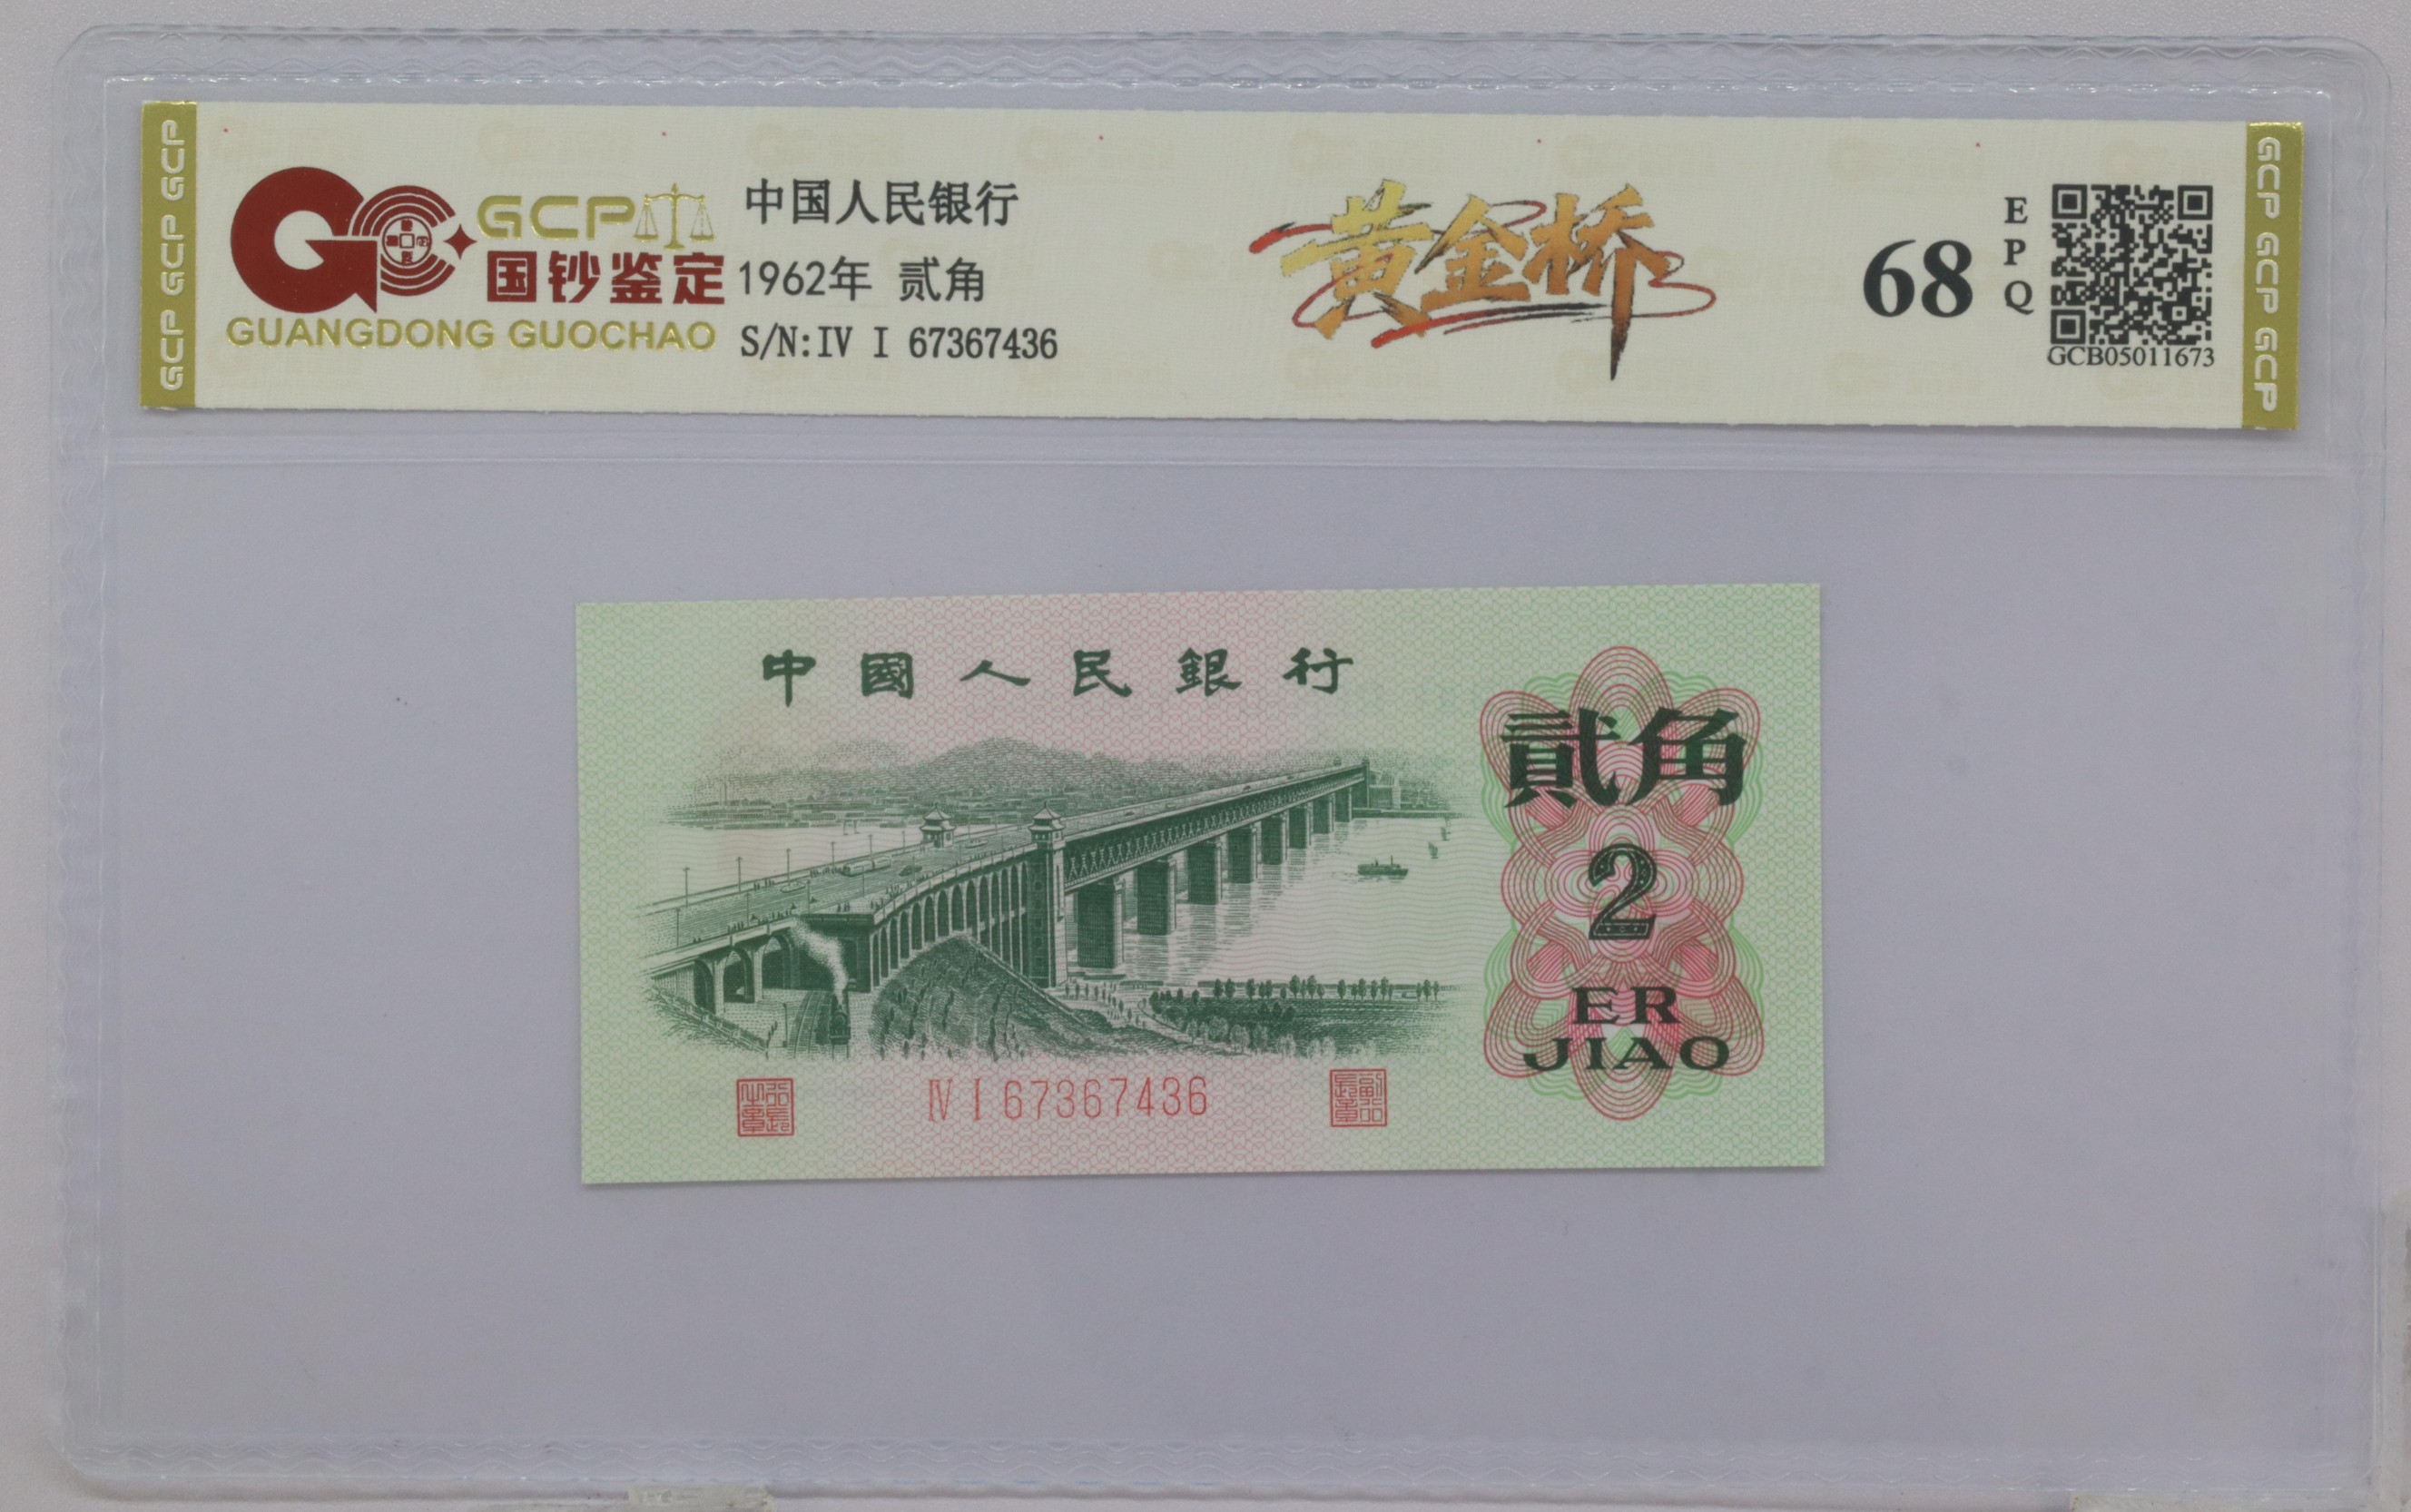 GCP GCP GCP
GCP
国钞鉴定
GUANGDONG GUOCHAO
中国人民银行
1962年 贰角
S/N:IV I 67367436
黄金桥
68
EPQ
GCB05011673
GCP GCP GCP
中國人民銀行
貳角
2
ER
JIAO
IV I 67367436